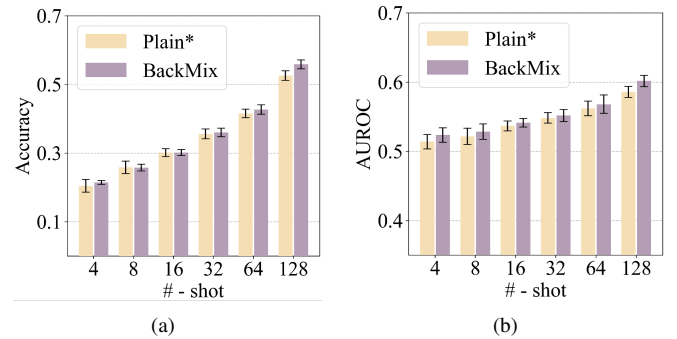 0.7
0.5
0.3
0.1
Accuracy
Plain*
BackMix
4 8 16 32 64 128
# - shot
(a)
0.7
0.6
0.5
0.4
AUROC
Plain*
BackMix
4 8 16 32 64 128
# - shot
(b)